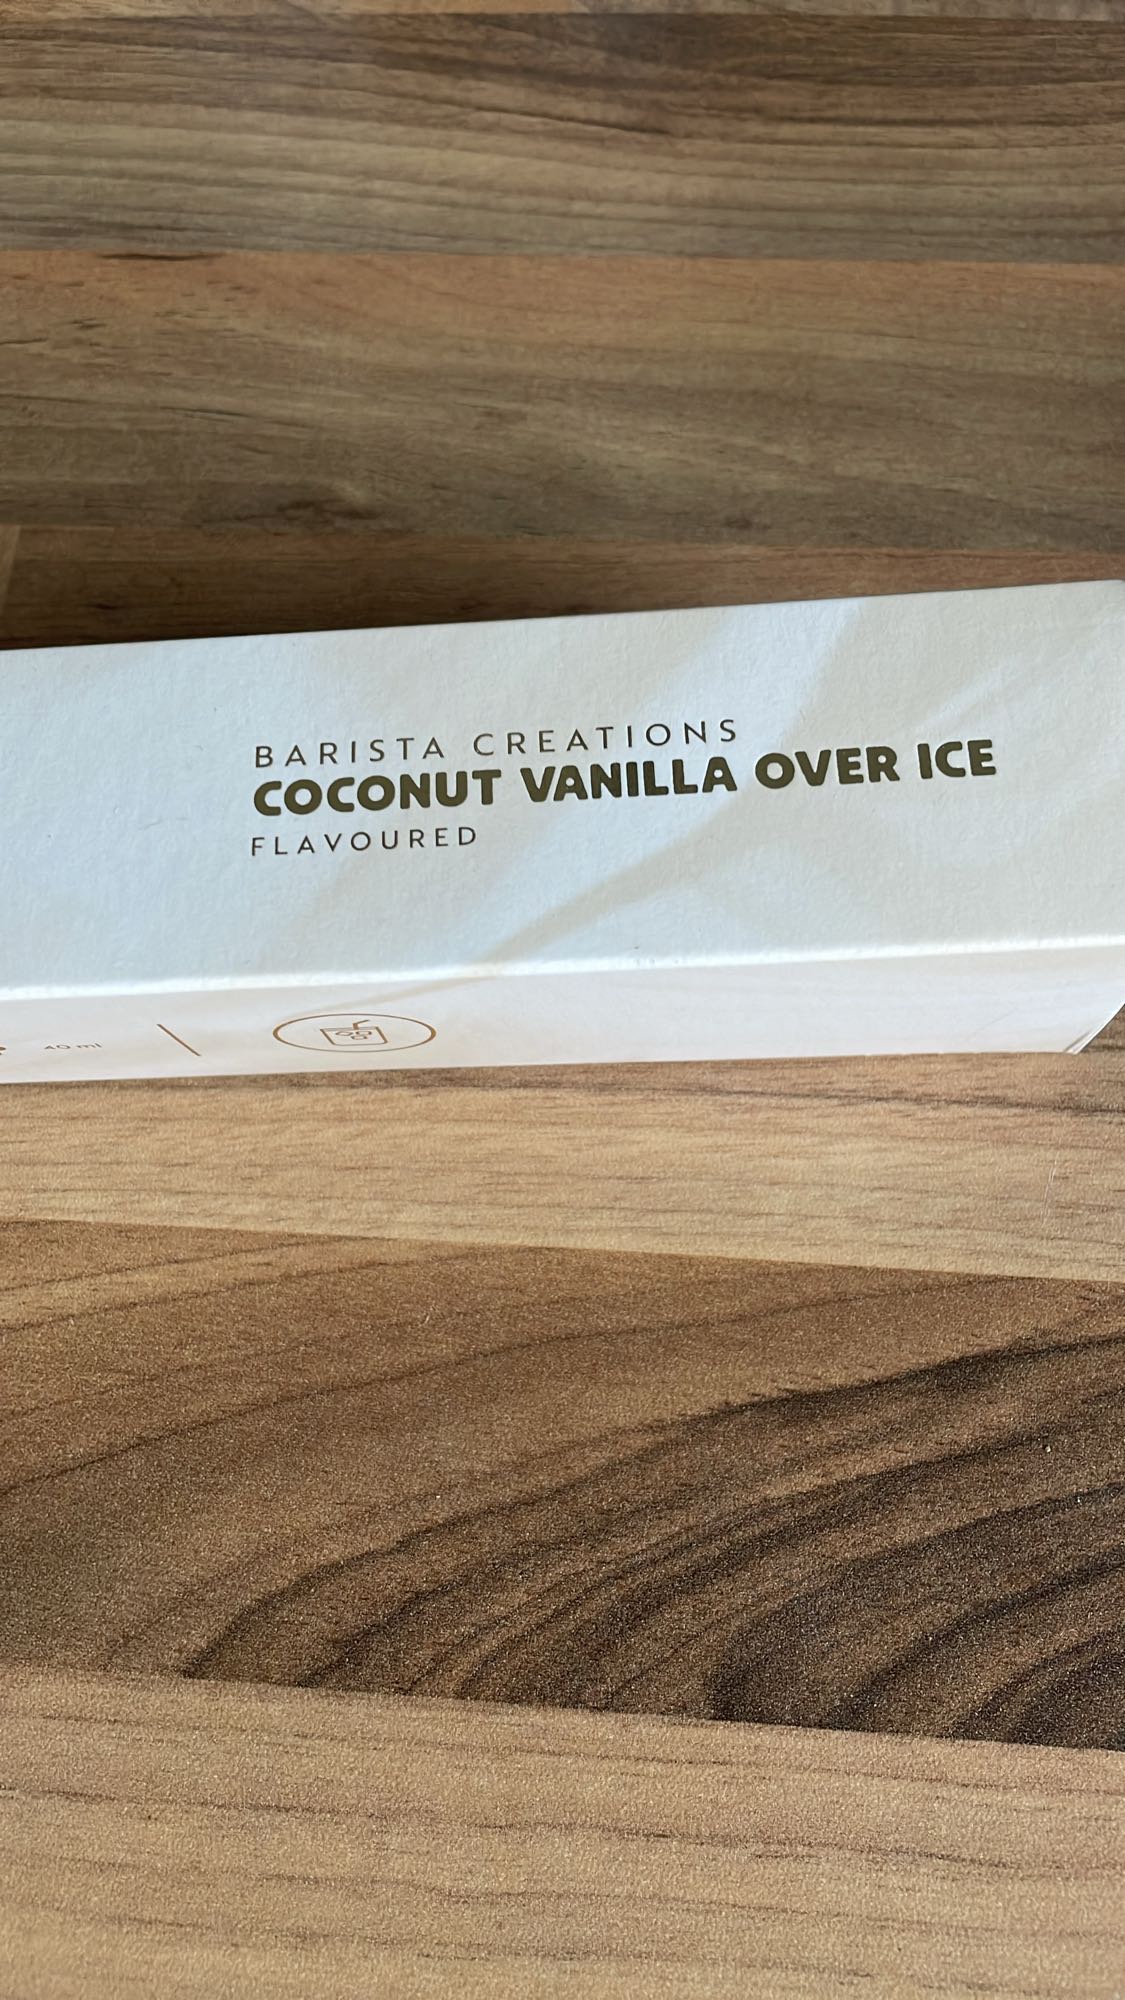 BARISTA CREATIONS
COCONUT VANILLA OVER ICE
FLAVOURED
40 ml